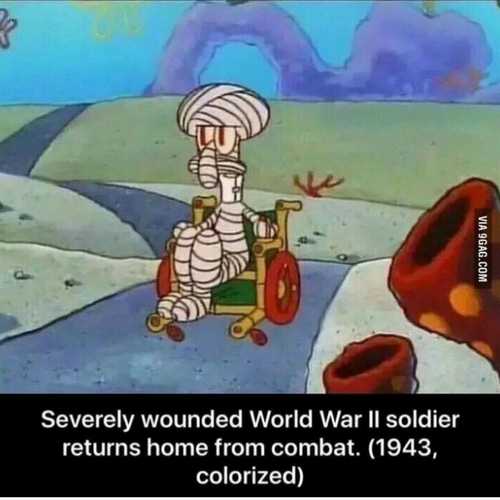 VIA 9GAG.COM
Severely wounded World War II soldier
returns home from combat. (1943,
colorized)